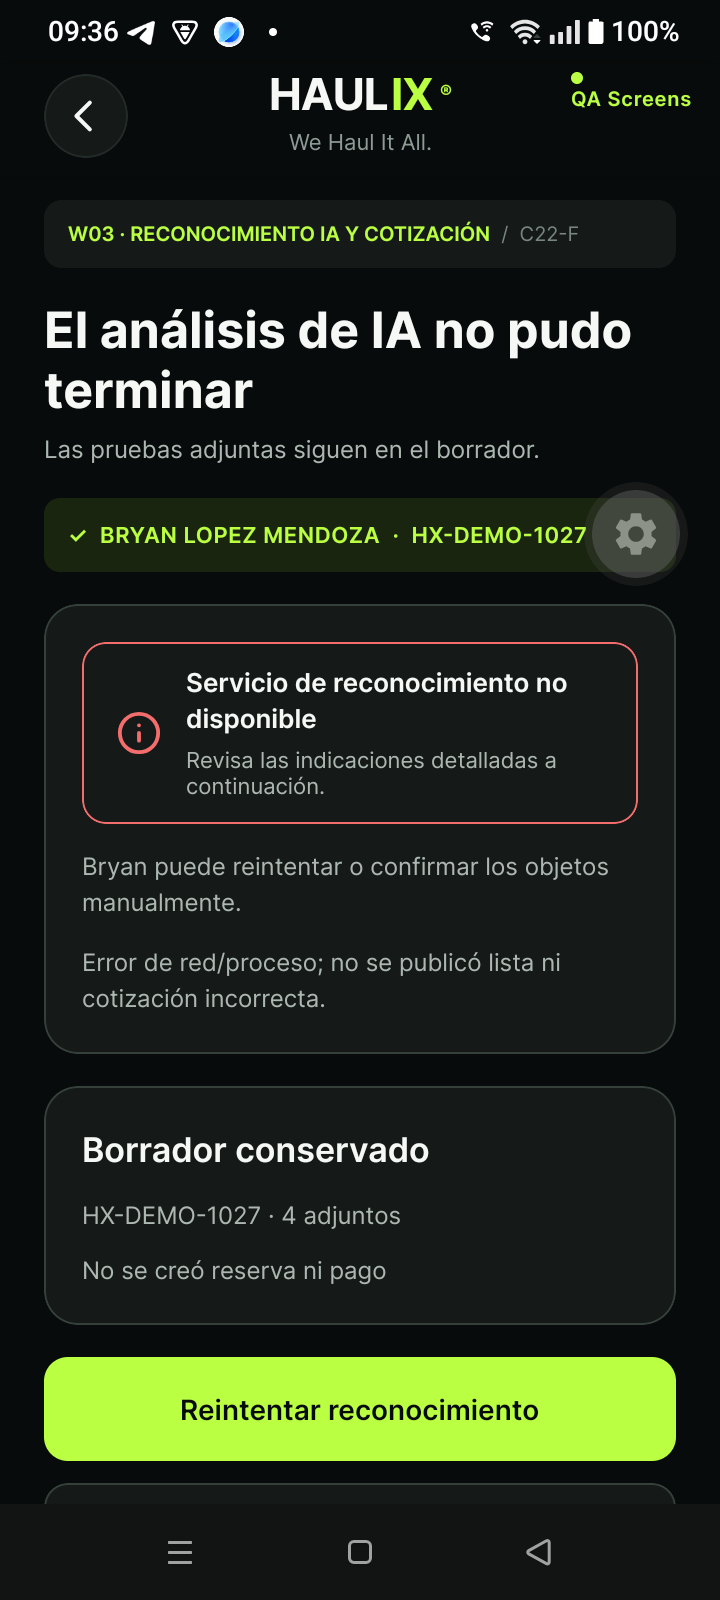 09:36
100%
HAULIX ®
We Haul It All.
QA Screens
W03 · RECONOCIMIENTO IA Y COTIZACIÓN / C22-F
El análisis de IA no pudo
terminar
Las pruebas adjuntas siguen en el borrador.
✓ BRYAN LOPEZ MENDOZA · HX-DEMO-1027
Servicio de reconocimiento no
disponible
Revisa las indicaciones detalladas a
continuación.
Bryan puede reintentar o confirmar los objetos
manualmente.
Error de red/proceso; no se publicó lista ni
cotización incorrecta.
Borrador conservado
HX-DEMO-1027 · 4 adjuntos
No se creó reserva ni pago
Reintentar reconocimiento